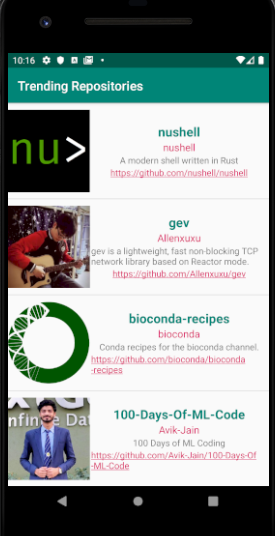 10:16
Trending Repositories
nu>
nushell
nushell
A modern shell written in Rust
https://github.com/nushell/nushell
gev
Allenxuxu
gev is a lightweight, fast non-blocking TCP
network library based on Reactor mode.
https://github.com/Allenxuxu/gev
bioconda-recipes
bioconda
Conda recipes for the bioconda channel.
https://github.com/bioconda/bioconda
-recipes
nfinite Dat
100-Days-Of-ML-Code
Avik-Jain
100 Days of ML Coding
https://github.com/Avik-Jain/100-Days-Of
-ML-Code